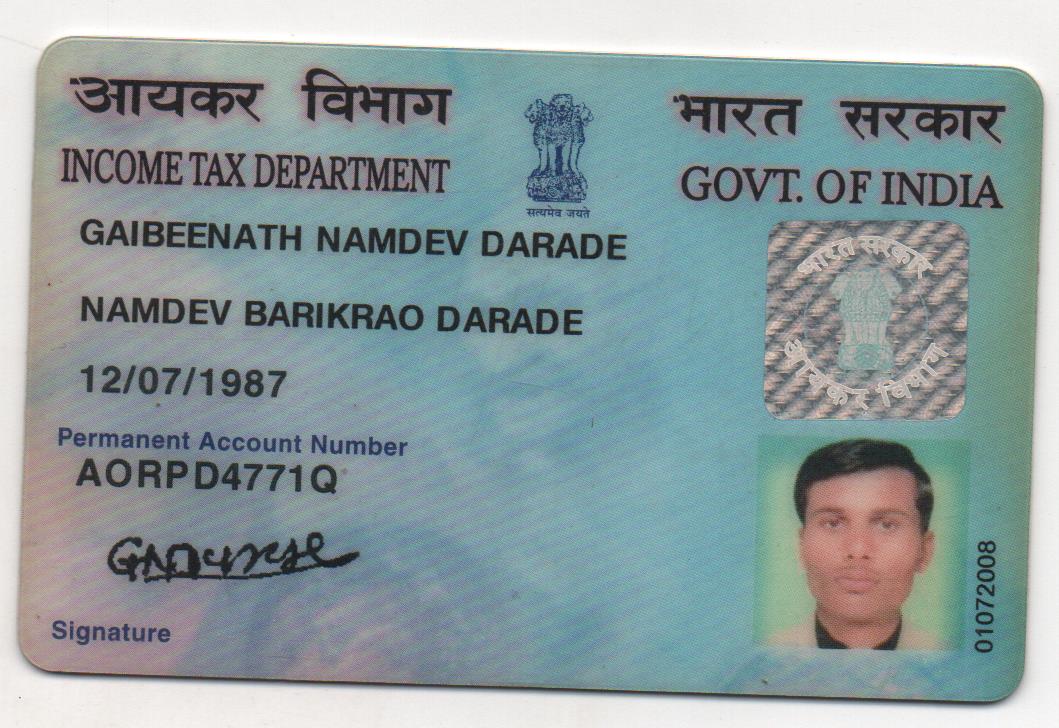 आयकर विभाग
INCOME TAX DEPARTMENT
सत्यमेव जयते
भारत सरकार
GOVT. OF INDIA
GAIBEENATH NAMDEV DARADE
NAMDEV BARIKRAO DARADE
12/07/1987
Permanent Account Number
AORPD4771Q
Signature
भारत सरकार
आयकर विभाग
01072008